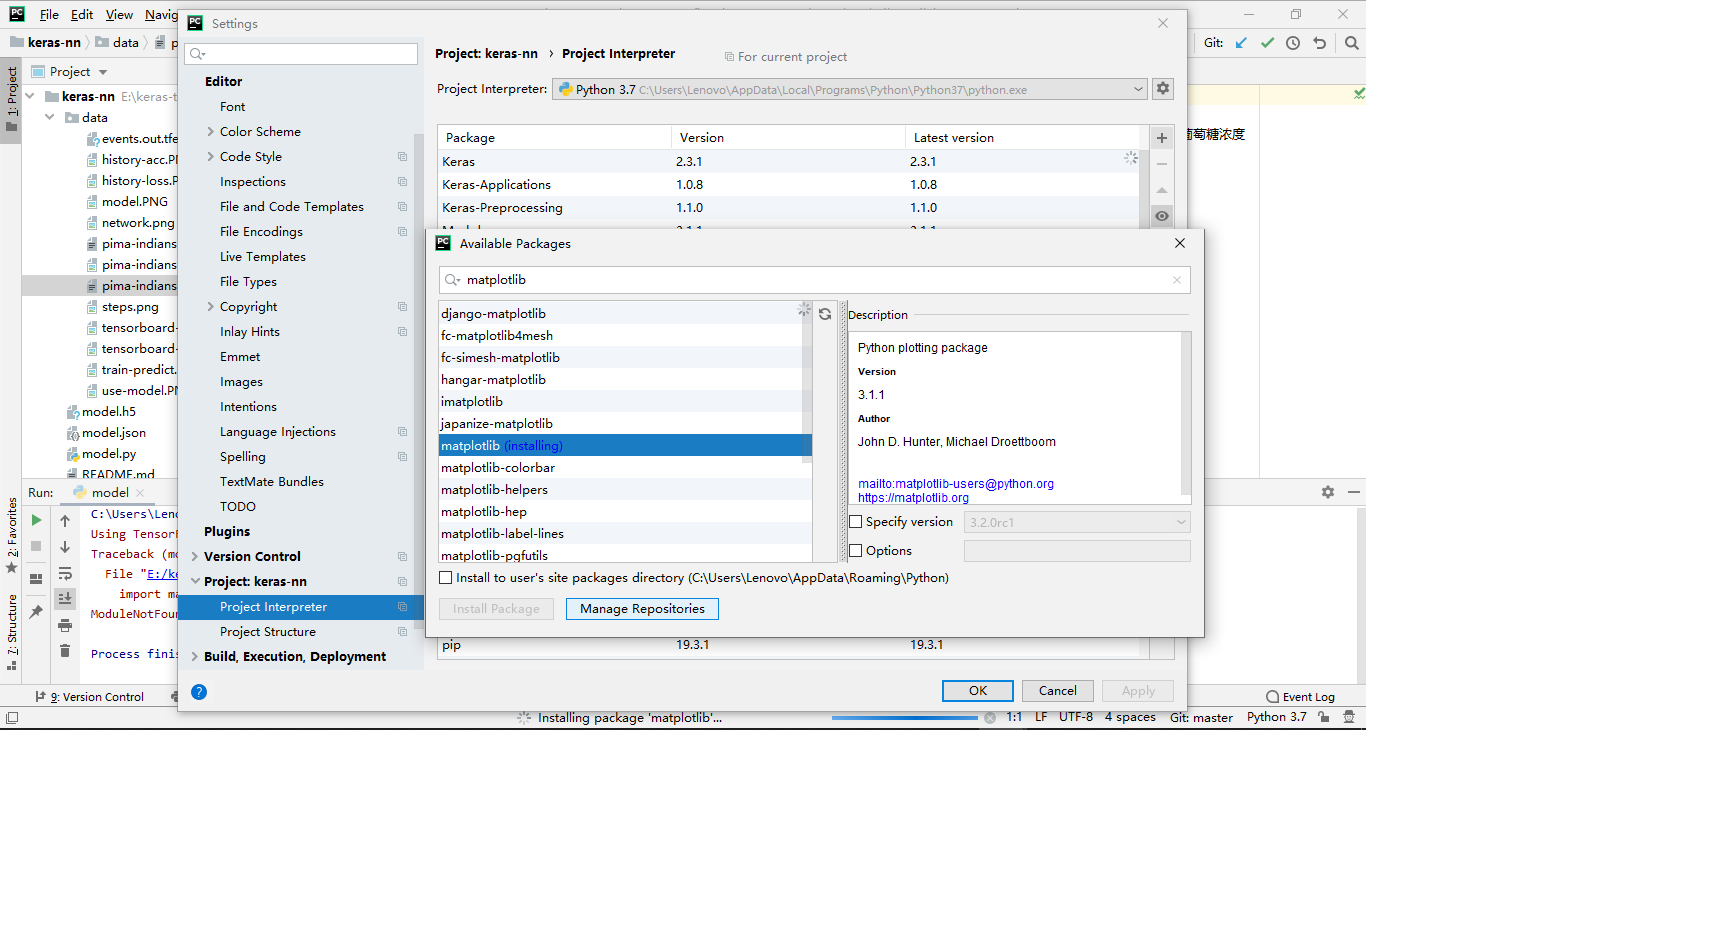 File Edit View Navig
keras-nn data p
Git:
1: Project
Project
keras-nn E:\keras-t
data
events.out.tfe
history-acc.PN
history-loss.P
model.PNG
network.png
pima-indians
pima-indians
pima-indians
steps.png
tensorboard-
tensorboard-
train-predict.
use-model.PN
model.h5
model.json
model.py
README.md
葡萄糖浓度
Settings
Editor
Font
Color Scheme
Code Style
Inspections
File and Code Templates
File Encodings
Live Templates
File Types
Copyright
Inlay Hints
Emmet
Images
Intentions
Language Injections
Spelling
TextMate Bundles
TODO
Plugins
Version Control
Project: keras-nn
Project Interpreter
Project Structure
Build, Execution, Deployment
Project: keras-nn › Project Interpreter
For current project
Project Interpreter: Python 3.7 C:\Users\Lenovo\AppData\Local\Programs\Python\Python37\python.exe
Package Version Latest version
Keras 2.3.1 2.3.1
Keras-Applications 1.0.8 1.0.8
Keras-Preprocessing 1.1.0 1.1.0
Available Packages
matplotlib
django-matplotlib
fc-matplotlib4mesh
fc-simesh-matplotlib
hangar-matplotlib
imatplotlib
japanize-matplotlib
matplotlib (installing)
matplotlib-colorbar
matplotlib-helpers
matplotlib-hep
matplotlib-label-lines
matplotlib-pgfutils
Description
Python plotting package
Version
3.1.1
Author
John D. Hunter, Michael Droettboom
mailto:matplotlib-users@python.org
https://matplotlib.org
Specify version 3.2.0rc1
Options
Install to user's site packages directory (C:\Users\Lenovo\AppData\Roaming\Python)
Install Package Manage Repositories
pip 19.3.1 19.3.1
OK Cancel Apply
2: Favorites
7: Structure
Run: model
C:\Users\Leno
Using TensorF
Traceback (mo
File "E:/ke
import ma
ModuleNotFoun
Process finis
9: Version Control
Event Log
Installing package 'matplotlib'...
1:1 LF UTF-8 4 spaces Git: master Python 3.7